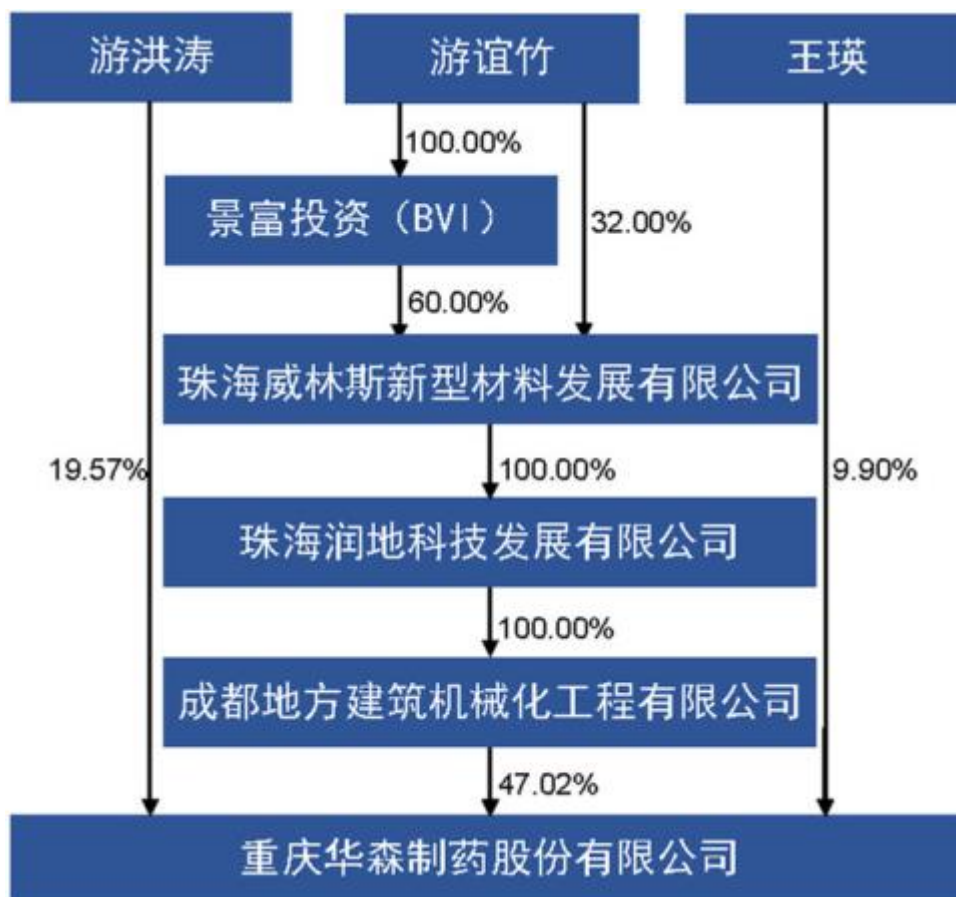 游洪涛
游谊竹
王瑛
100.00%
景富投资（BVI）
32.00%
60.00%
珠海威林斯新型材料发展有限公司
19.57%
100.00%
9.90%
珠海润地科技发展有限公司
100.00%
成都地方建筑机械化工程有限公司
47.02%
重庆华森制药股份有限公司